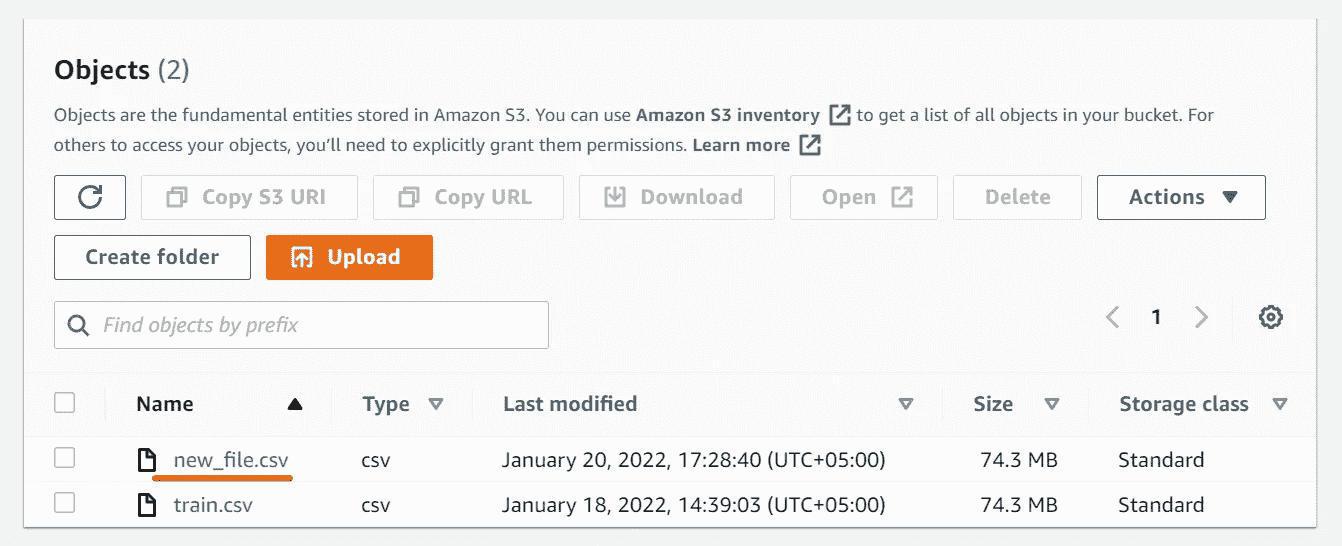 Objects (2)
Objects are the fundamental entities stored in Amazon S3. You can use Amazon S3 inventory to get a list of all objects in your bucket. For
others to access your objects, you'll need to explicitly grant them permissions. Learn more
Copy S3 URI Copy URL Download Open Delete Actions
Create folder Upload
Find objects by prefix 1
Name Type Last modified Size Storage class
new_file.csv csv January 20, 2022, 17:28:40 (UTC+05:00) 74.3 MB Standard
train.csv csv January 18, 2022, 14:39:03 (UTC+05:00) 74.3 MB Standard